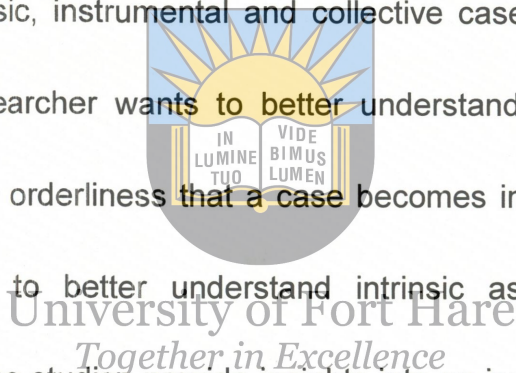 sic, instrumental and collective case
earcher wants to better understand
IN LUMINE TUO VIDE BIMUS LUMEN
orderliness that a case becomes in
to better understand intrinsic as
University of Fort Hare
Together in Excellence